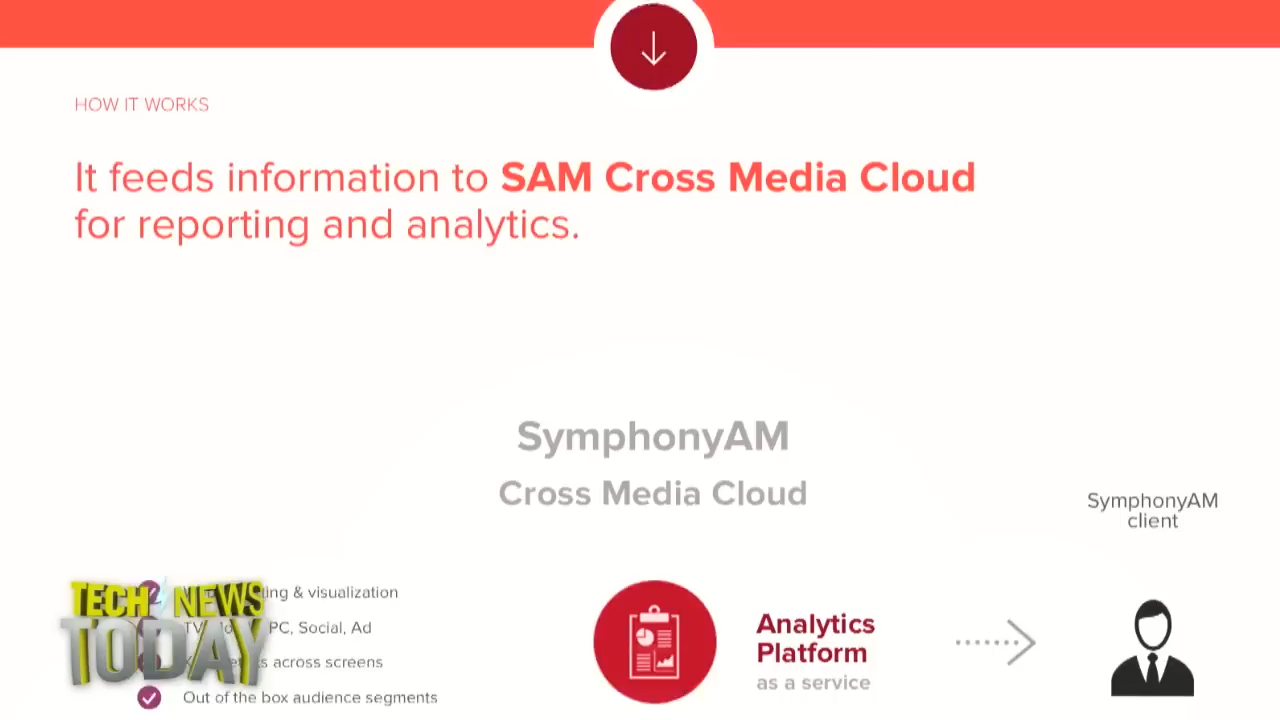 HOW IT WORKS
It feeds information to SAM Cross Media Cloud
for reporting and analytics.
SymphonyAM
Cross Media Cloud
SymphonyAM
client
& visualization
PC, Social, Ad
across screens
Out of the box audience segments
TECH NEWS
TODAY
Analytics
Platform
as a service